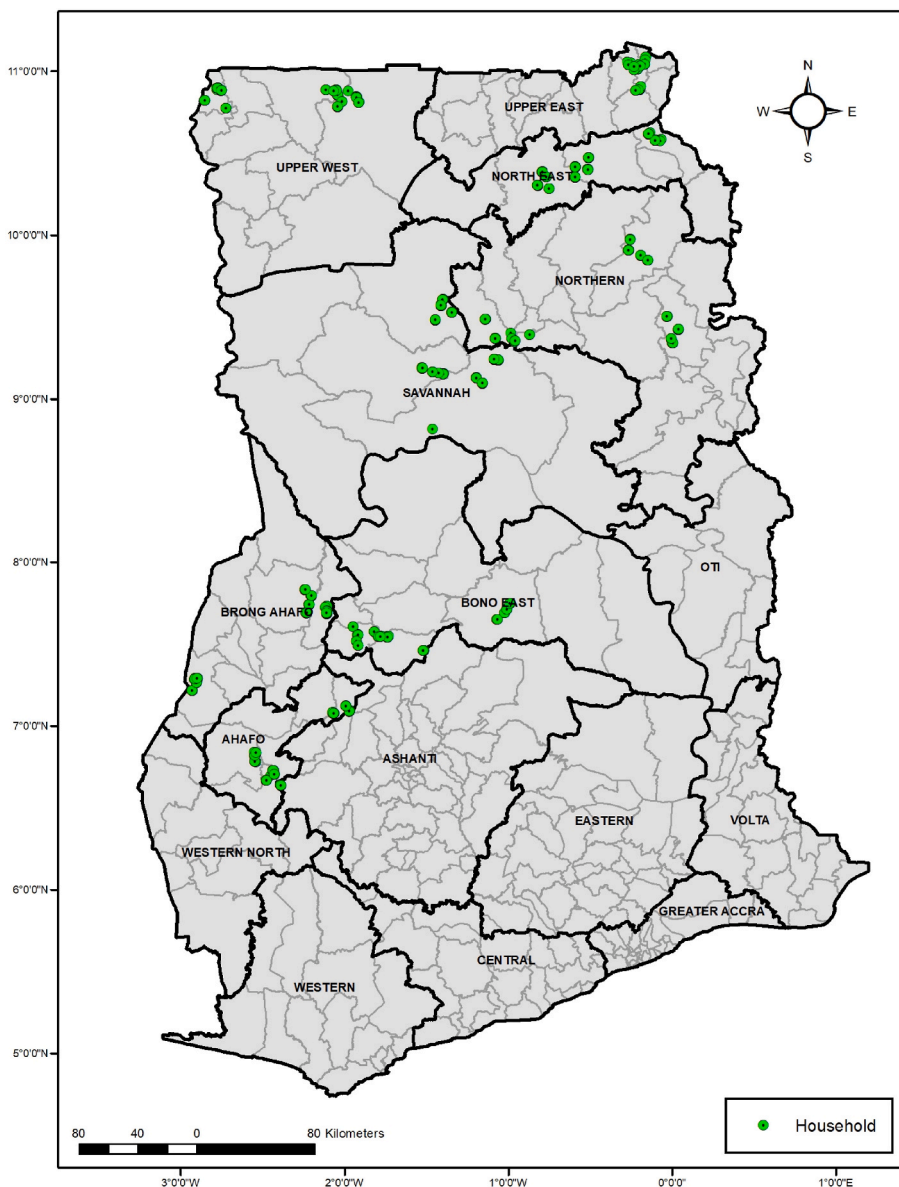 11°0'0"N
10°0'0"N
9°0'0"N
8°0'0"N
7°0'0"N
6°0'0"N
5°0'0"N
N
W E
S
UPPER EAST
UPPER WEST
NORTH EAST
NORTHERN
SAVANNAH
OTI
BRONG AHAFO
BONO EAST
AHAFO
ASHANTI
EASTERN
VOLTA
WESTERN NORTH
GREATER ACCRA
CENTRAL
WESTERN
80 40 0 80 Kilometers
Household
3°0'0"W 2°0'0"W 1°0'0"W 0°0'0" 1°0'0"E